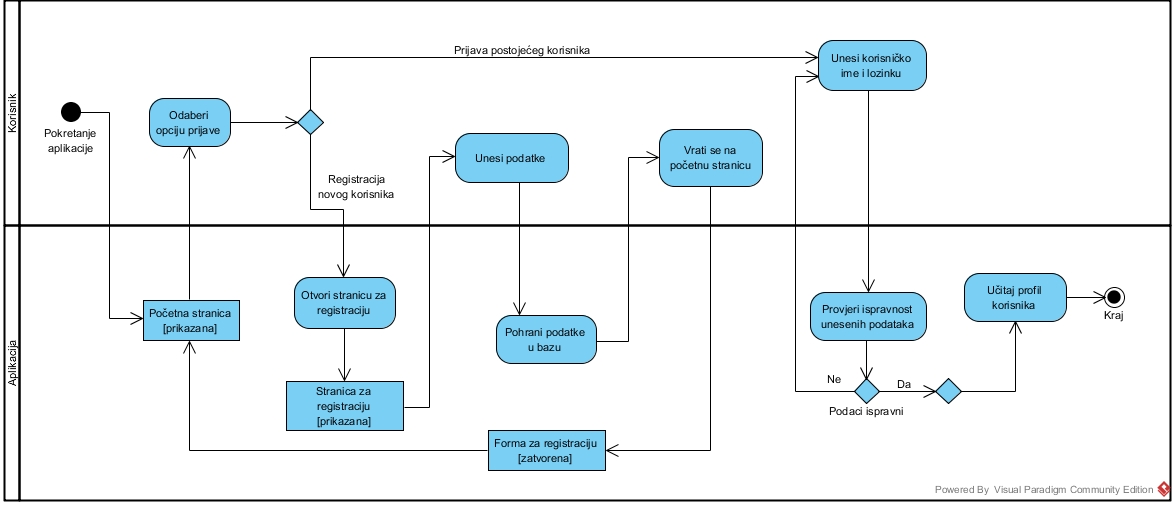 Korisnik
Pokretanje
aplikacije
Odaberi
opciju prijave
Prijava postojećeg korisnika
Registracija
novog korisnika
Unesi podatke
Vrati se na
početnu stranicu
Unesi korisničko
ime i lozinku
Aplikacija
Početna stranica
[prikazana]
Otvori stranicu za
registraciju
Stranica za
registraciju
[prikazana]
Pohrani podatke
u bazu
Forma za registraciju
[zatvorena]
Provjeri ispravnost
unesenih podataka
Ne
Da
Podaci ispravni
Učitaj profil
korisnika
Kraj
Powered By Visual Paradigm Community Edition